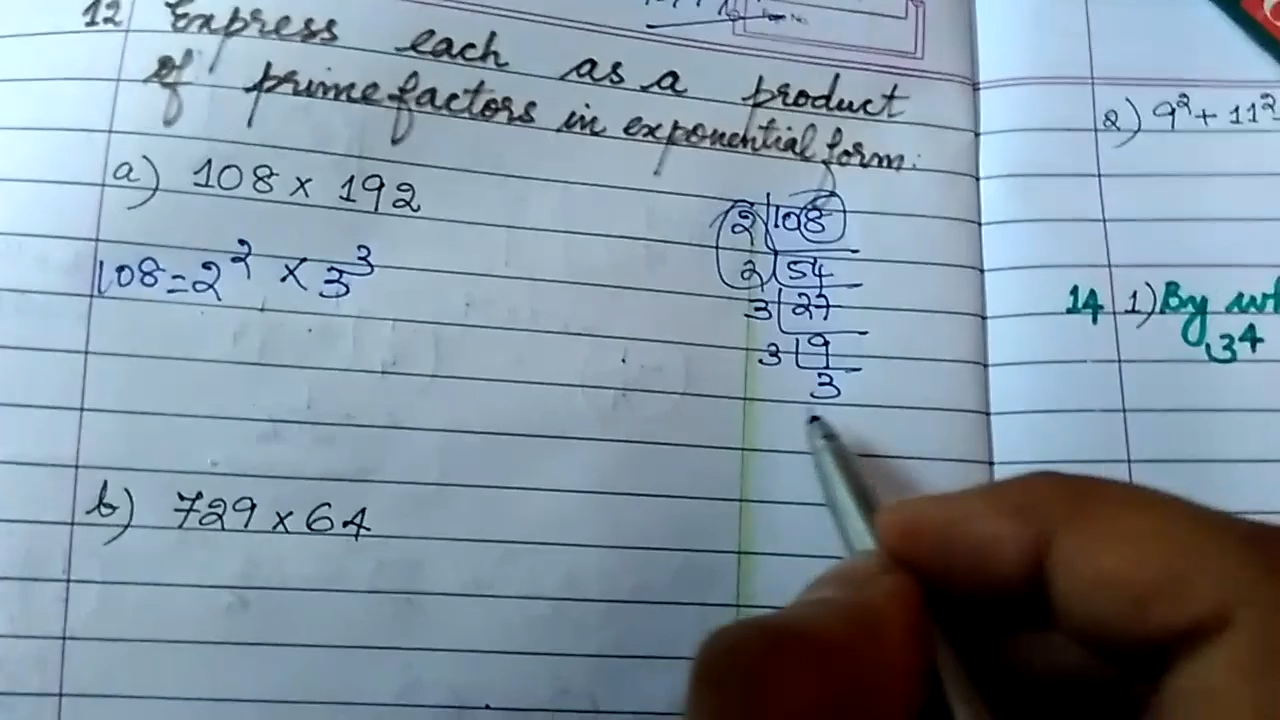 12 Express each as a product
of prime factors in exponential form.
a) 108 x 192
108 = 2² x 3³
2 | 108
2 | 54
3 | 27
3 | 9
3
b) 729 x 64
2) 9² + 11²
14 1) By
34